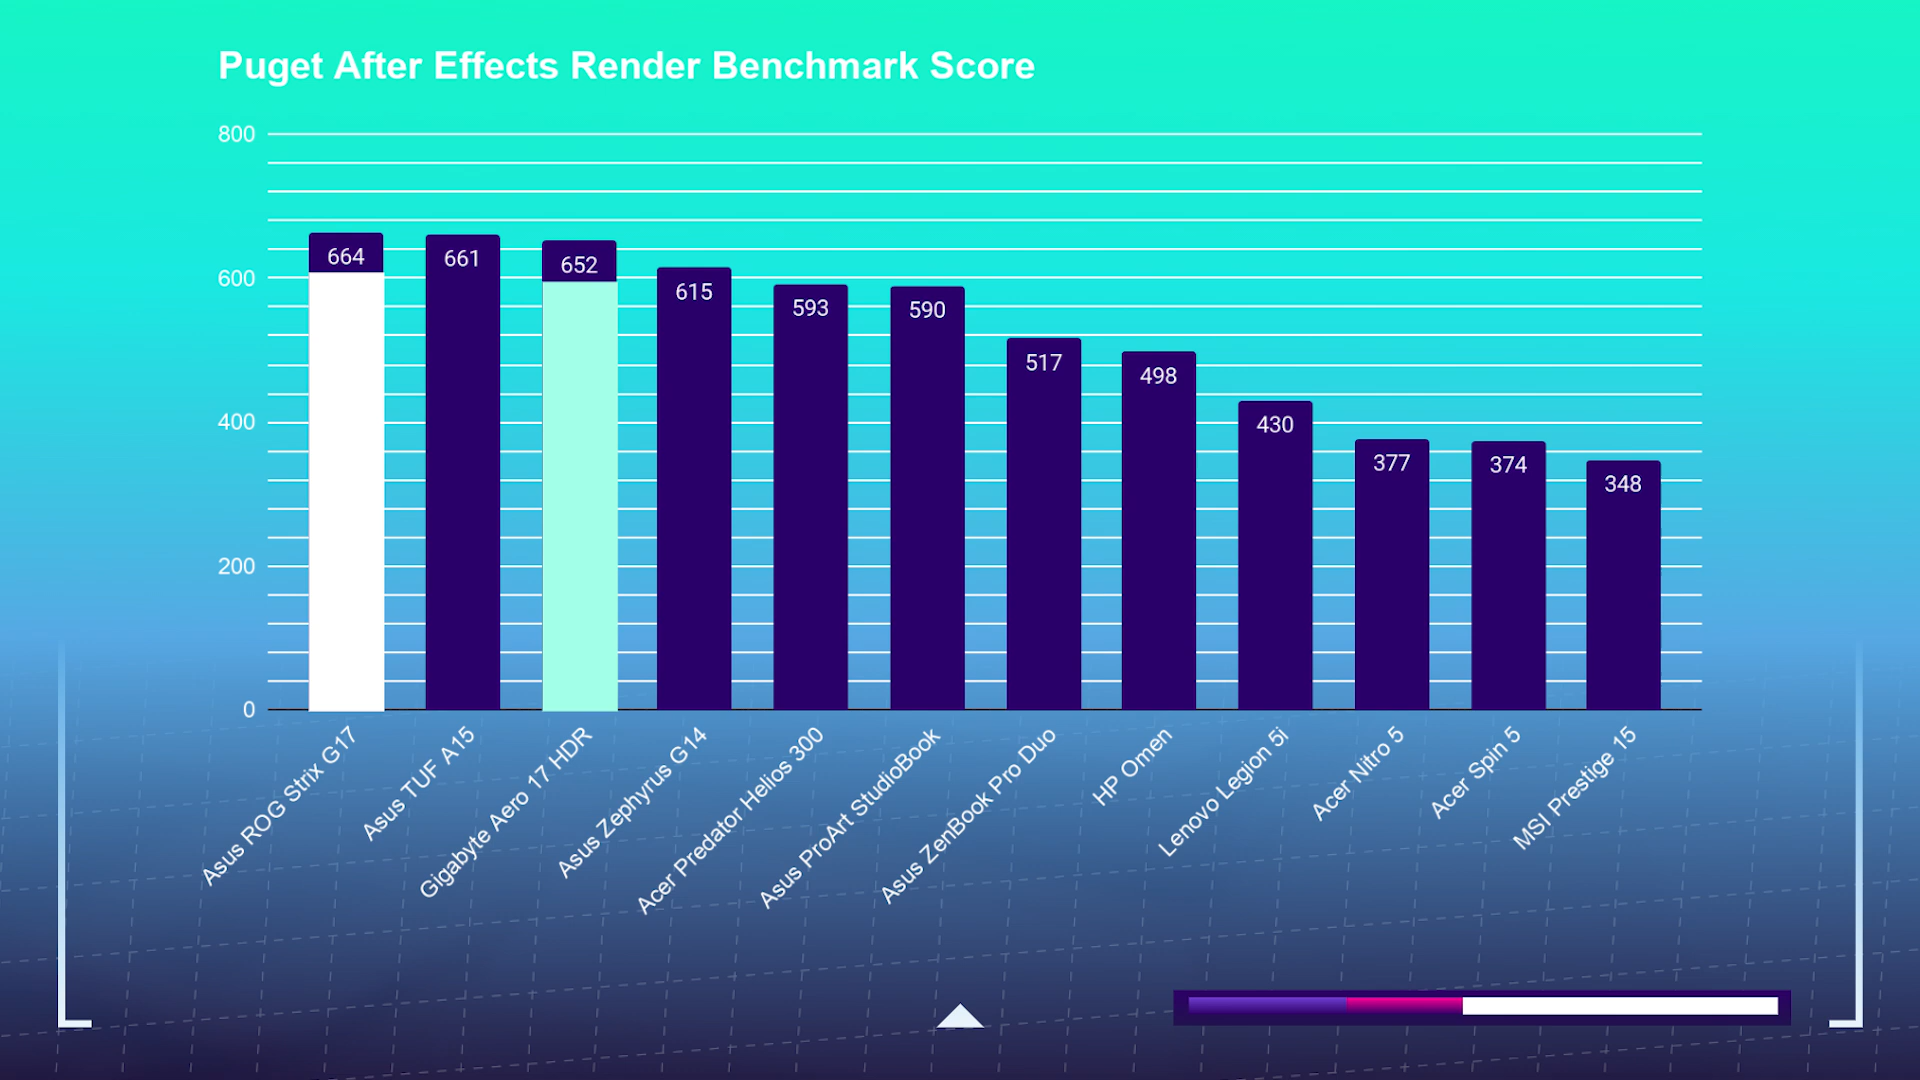 Puget After Effects Render Benchmark Score
800
600
400
200
0
664
661
652
615
593
590
517
498
430
377
374
348
Asus ROG Strix G17
Asus TUF A15
Gigabyte Aero 17 HDR
Asus Zephyrus G14
Acer Predator Helios 300
Asus ProArt StudioBook
Asus ZenBook Pro Duo
HP Omen
Lenovo Legion 5i
Acer Nitro 5
Acer Spin 5
MSI Prestige 15